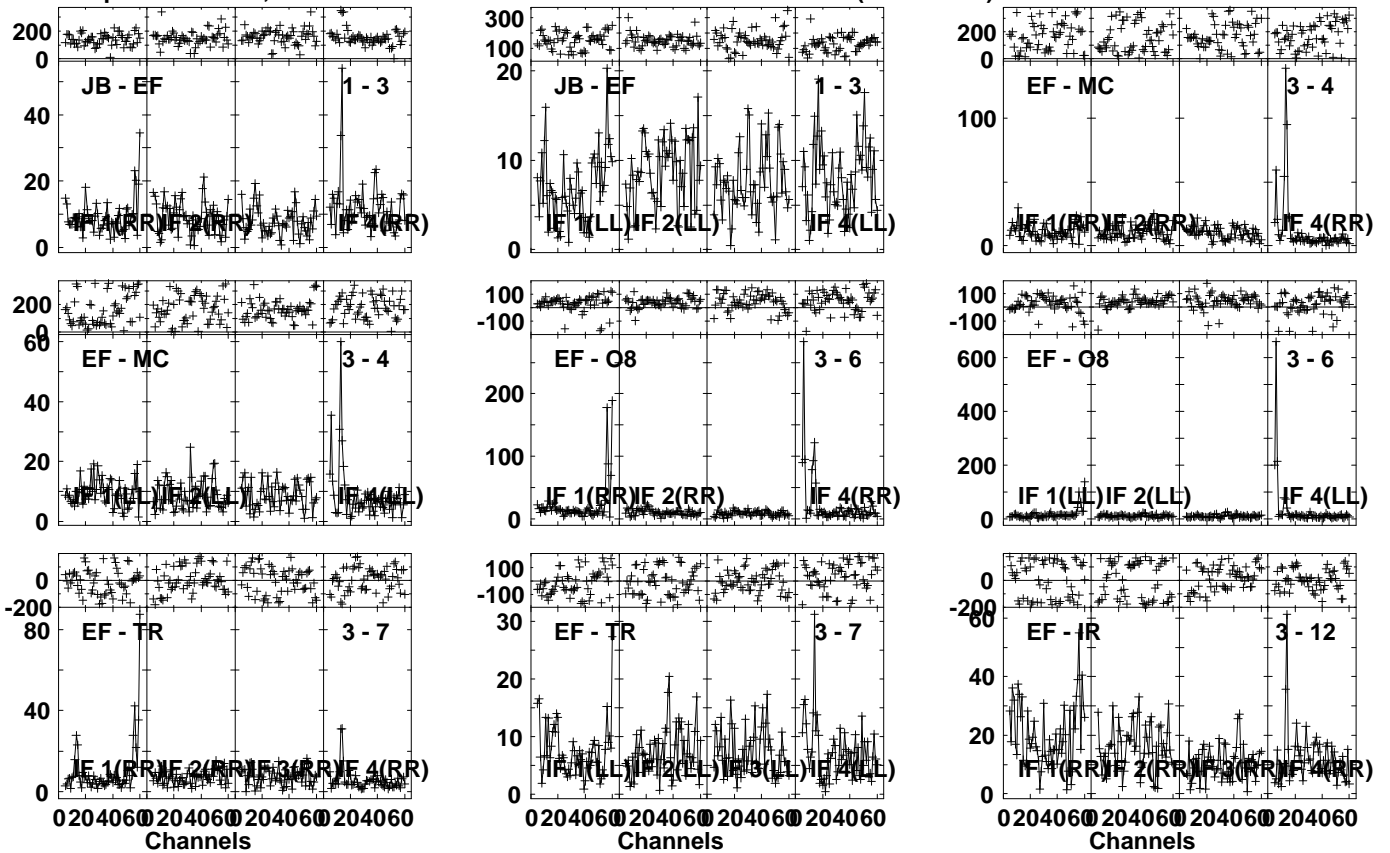 200
0
JB - EF 1 - 3
40
20
0
IF 1(RR) IF 2(RR) IF 4(RR)
300
200
100
20
10
0
JB - EF 1 - 3
IF 1(LL) IF 2(LL) IF 4(LL)
200
0
EF - MC 3 - 4
100
0
IF 1(RR) IF 2(RR) IF 4(RR)
200
0
60
40
20
0
EF - MC 3 - 4
IF 1(LL) IF 2(LL) IF 4(LL)
100
-100
EF - O8 3 - 6
200
100
0
IF 1(RR) IF 2(RR) IF 4(RR)
100
-100
EF - O8 3 - 6
600
400
200
0
IF 1(LL) IF 2(LL) IF 4(LL)
0
-200
80
40
0
EF - TR 3 - 7
IF 1(RR) IF 2(RR) IF 3(RR) IF 4(RR)
0 20 40 60 0 20 40 60 0 20 40 60 0 20 40 60
Channels
100
-100
30
20
10
0
EF - TR 3 - 7
IF 1(LL) IF 2(LL) IF 3(LL) IF 4(LL)
0 20 40 60 0 20 40 60 0 20 40 60 0 20 40 60
Channels
0
-200
60
40
20
0
EF - IR 3 - 12
IF 1(RR) IF 2(RR) IF 3(RR) IF 4(RR)
0 20 40 60 0 20 40 60 0 20 40 60 0 20 40 60
Channels